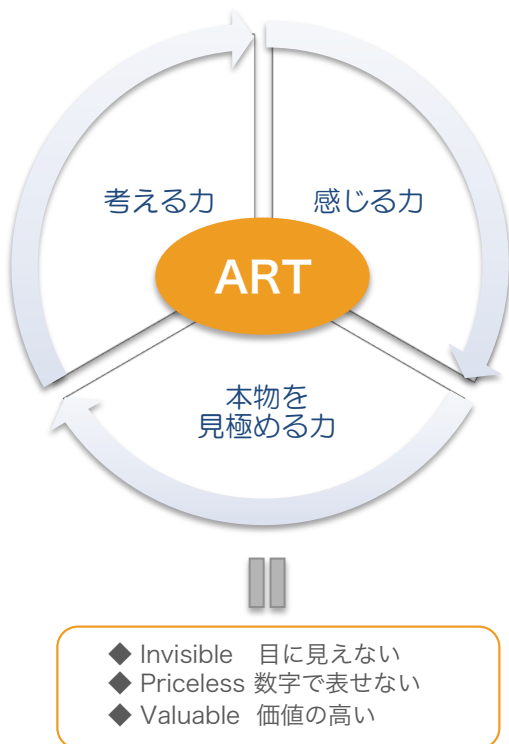 考える力
感じる力
ART
本物を
見極める力
◆ Invisible 目に見えない
◆ Priceless 数字で表せない
◆ Valuable 価値の高い